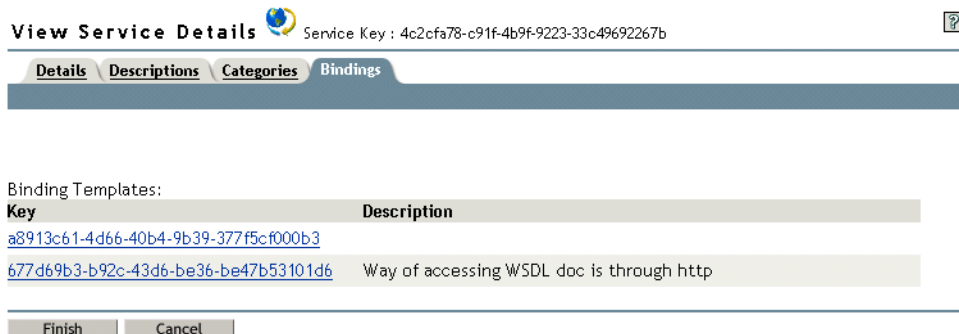 View Service Details Service Key : 4c2cfa78-c91f-4b9f-9223-33c49692267b ?
Details Descriptions Categories Bindings
Binding Templates:
Key Description
a8913c61-4d66-40b4-9b39-377f5cf000b3
677d69b3-b92c-43d6-be36-be47b53101d6 Way of accessing WSDL doc is through http
Finish Cancel